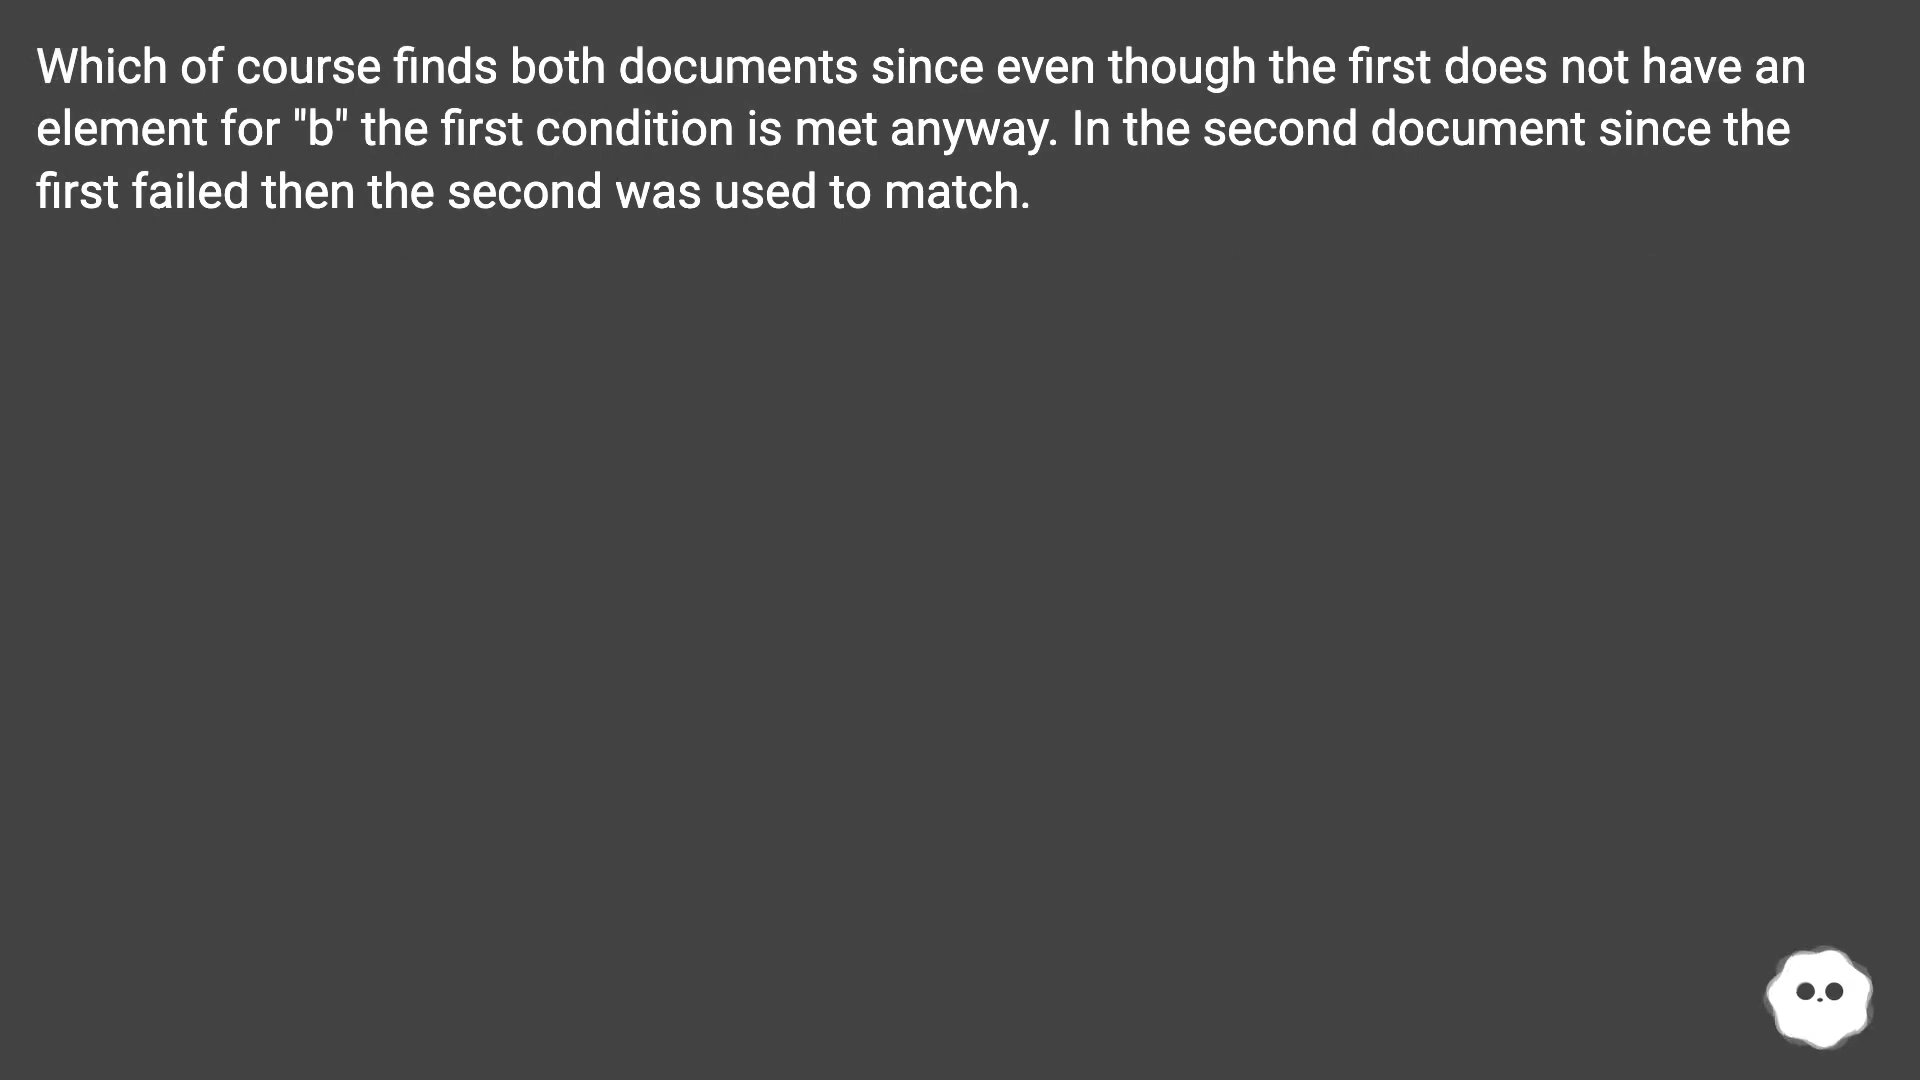 Which of course finds both documents since even though the first does not have an
element for "b" the first condition is met anyway. In the second document since the
first failed then the second was used to match.